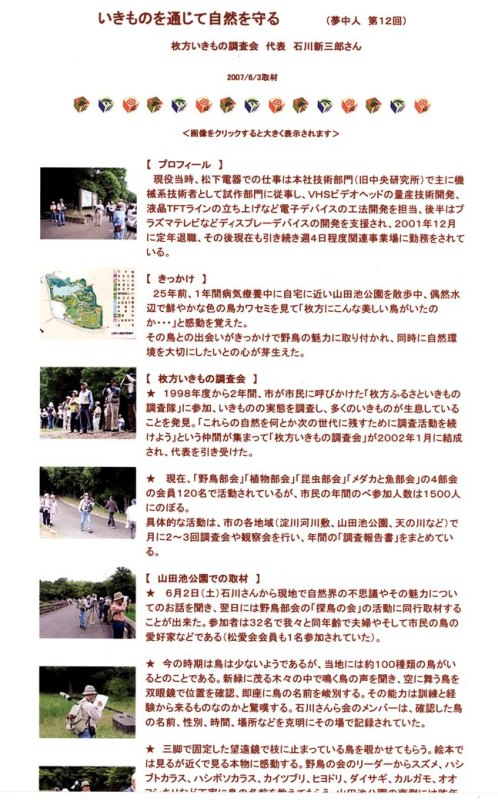 いきものを通じて自然を守る （夢中人 第12回）
枚方いきもの調査会 代表 石川新三郎さん
2007/6/3取材
＜画像をクリックすると大きく表示されます＞
【 プロフィール 】
現役当時、松下電器での仕事は本社技術部門(旧中央研究所)で主に機
械系技術者として試作部門に従事し、VHSビデオヘッドの量産技術開発、
液晶TFTラインの立ち上げなど電子デバイスの工法開発を担当、後半はプ
ラズマテレビなどディスプレーデバイスの開発を支援され、2001年12月
に定年退職、その後現在も引き続き週4日程度関連事業場に勤務をされて
いる。
【 きっかけ 】
25年前、1年間病気療養中に自宅に近い山田池公園を散歩中、偶然水
辺で鮮やかな色の鳥カワセミを見て「枚方にこんな美しい鳥がいたの
か・・・」と感動を覚えた。
その鳥との出会いがきっかけで野鳥の魅力に取り付かれ、同時に自然環
境を大切にしたいとの心が芽生えた。
【 枚方いきもの調査会 】
★ 1998年度から2年間、市が市民に呼びかけた「枚方ふるさといきもの
調査隊」に参加、いきものの実態を調査し、多くのいきものが生息している
ことを発見。「これらの自然を何とか次の世代に残すために調査活動を続
けよう」という仲間が集まって「枚方いきもの調査会」が2002年1月に結成
され、代表を引き受けた。
★ 現在、「野鳥部会」「植物部会」「昆虫部会」「メダカと魚部会」の4部会
の会員120名で活動されているが、市民の年間のべ参加人数は1500人
にのぼる。
具体的な活動は、市の各地域（淀川河川敷、山田池公園、天の川など）で
月に2～3回調査会や観察会を行い、年間の「調査報告書」をまとめてい
る。
【 山田池公園での取材 】
★ 6月2日（土）石川さんから現地で自然界の不思議やその魅力につい
てのお話を聞き、翌日には野鳥部会の「探鳥の会」の活動に同行取材する
ことが出来た。参加者は32名で我々と同年齢で夫婦やそして市民の鳥の
愛好家などである（松愛会会員も1名参加されていた）。
★ 今の時期は鳥は少ないようであるが、当地には約100種類の鳥がい
るとのことである。新緑に茂る木々の中で鳴く鳥の声を聞き、空に舞う鳥を
双眼鏡で位置を確認、即座に鳥の名前を峻別する。その能力は訓練と経
験から来るものなのかと驚嘆する。石川さんら会のメンバーは、確認した鳥
の名前、性別、時間、場所などを克明にその場で記録されていた。
★ 三脚で固定した望遠鏡で枝に止まっている鳥を覗かせてもらう。絵本で
は見るが近くで見る本物に感動する。野鳥の会のリーダーからスズメ、ハシ
ブトカラス、ハシボソカラス、カイツブリ、ヒヨドリ、ダイサギ、カルガモ、オオ